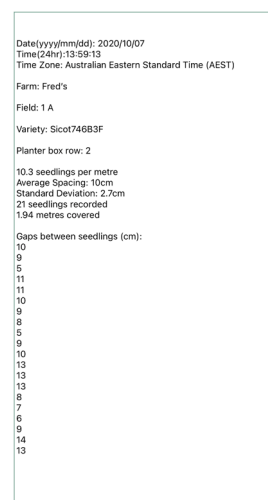 Date(yyyy/mm/dd): 2020/10/07
Time(24hr):13:59:13
Time Zone: Australian Eastern Standard Time (AEST)
Farm: Fred's
Field: 1 A
Variety: Sicot746B3F
Planter box row: 2
10.3 seedlings per metre
Average Spacing: 10cm
Standard Deviation: 2.7cm
21 seedlings recorded
1.94 metres covered
Gaps between seedlings (cm):
10
9
5
11
11
10
9
8
5
9
10
13
13
13
8
7
6
9
14
13